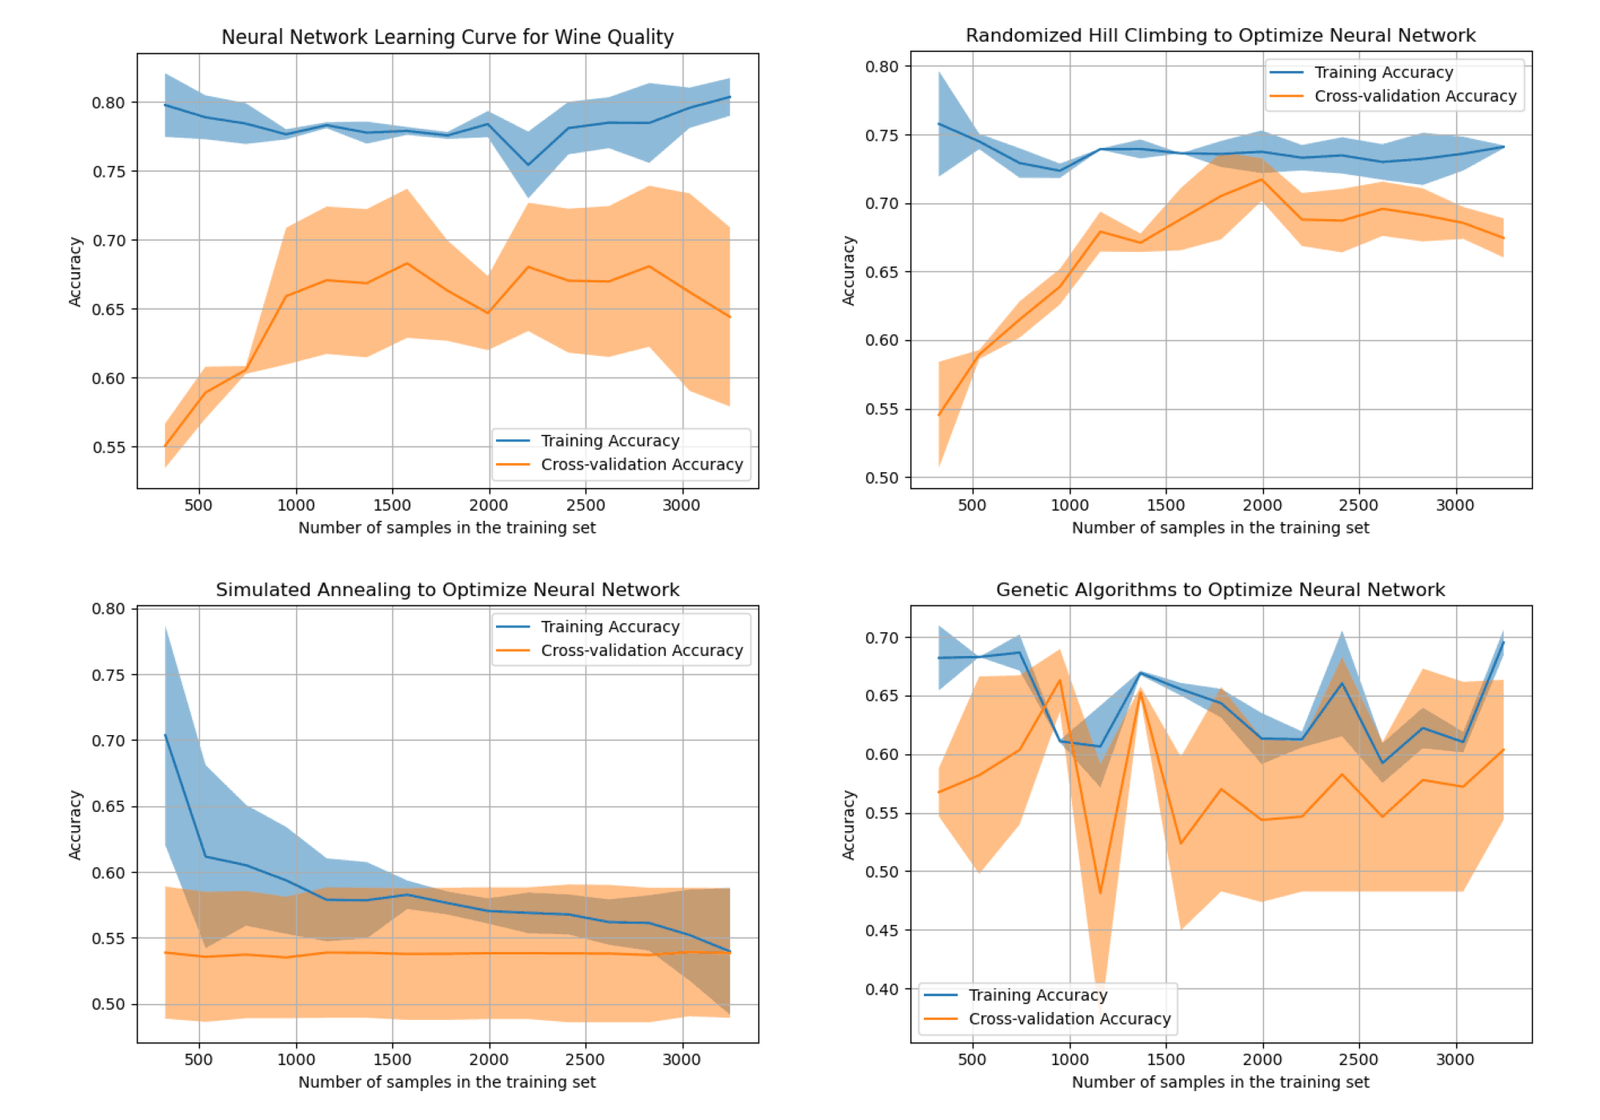 Neural Network Learning Curve for Wine Quality
Accuracy
0.80
0.75
0.70
0.65
0.60
0.55
Training Accuracy
Cross-validation Accuracy
500 1000 1500 2000 2500 3000
Number of samples in the training set
Randomized Hill Climbing to Optimize Neural Network
Accuracy
0.80
0.75
0.70
0.65
0.60
0.55
0.50
Training Accuracy
Cross-validation Accuracy
500 1000 1500 2000 2500 3000
Number of samples in the training set
Simulated Annealing to Optimize Neural Network
Accuracy
0.80
0.75
0.70
0.65
0.60
0.55
0.50
Training Accuracy
Cross-validation Accuracy
500 1000 1500 2000 2500 3000
Number of samples in the training set
Genetic Algorithms to Optimize Neural Network
Accuracy
0.70
0.65
0.60
0.55
0.50
0.45
0.40
Training Accuracy
Cross-validation Accuracy
500 1000 1500 2000 2500 3000
Number of samples in the training set